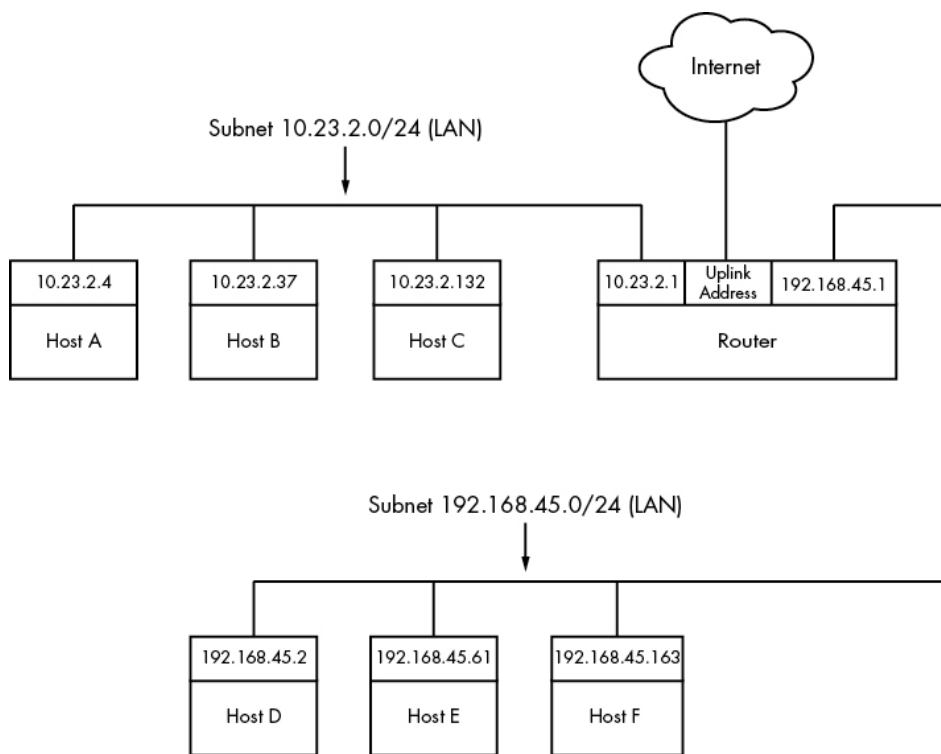 Internet
Subnet 10.23.2.0/24 (LAN)
10.23.2.4
Host A
10.23.2.37
Host B
10.23.2.132
Host C
10.23.2.1
Uplink
Address
192.168.45.1
Router
Subnet 192.168.45.0/24 (LAN)
192.168.45.2
Host D
192.168.45.61
Host E
192.168.45.163
Host F